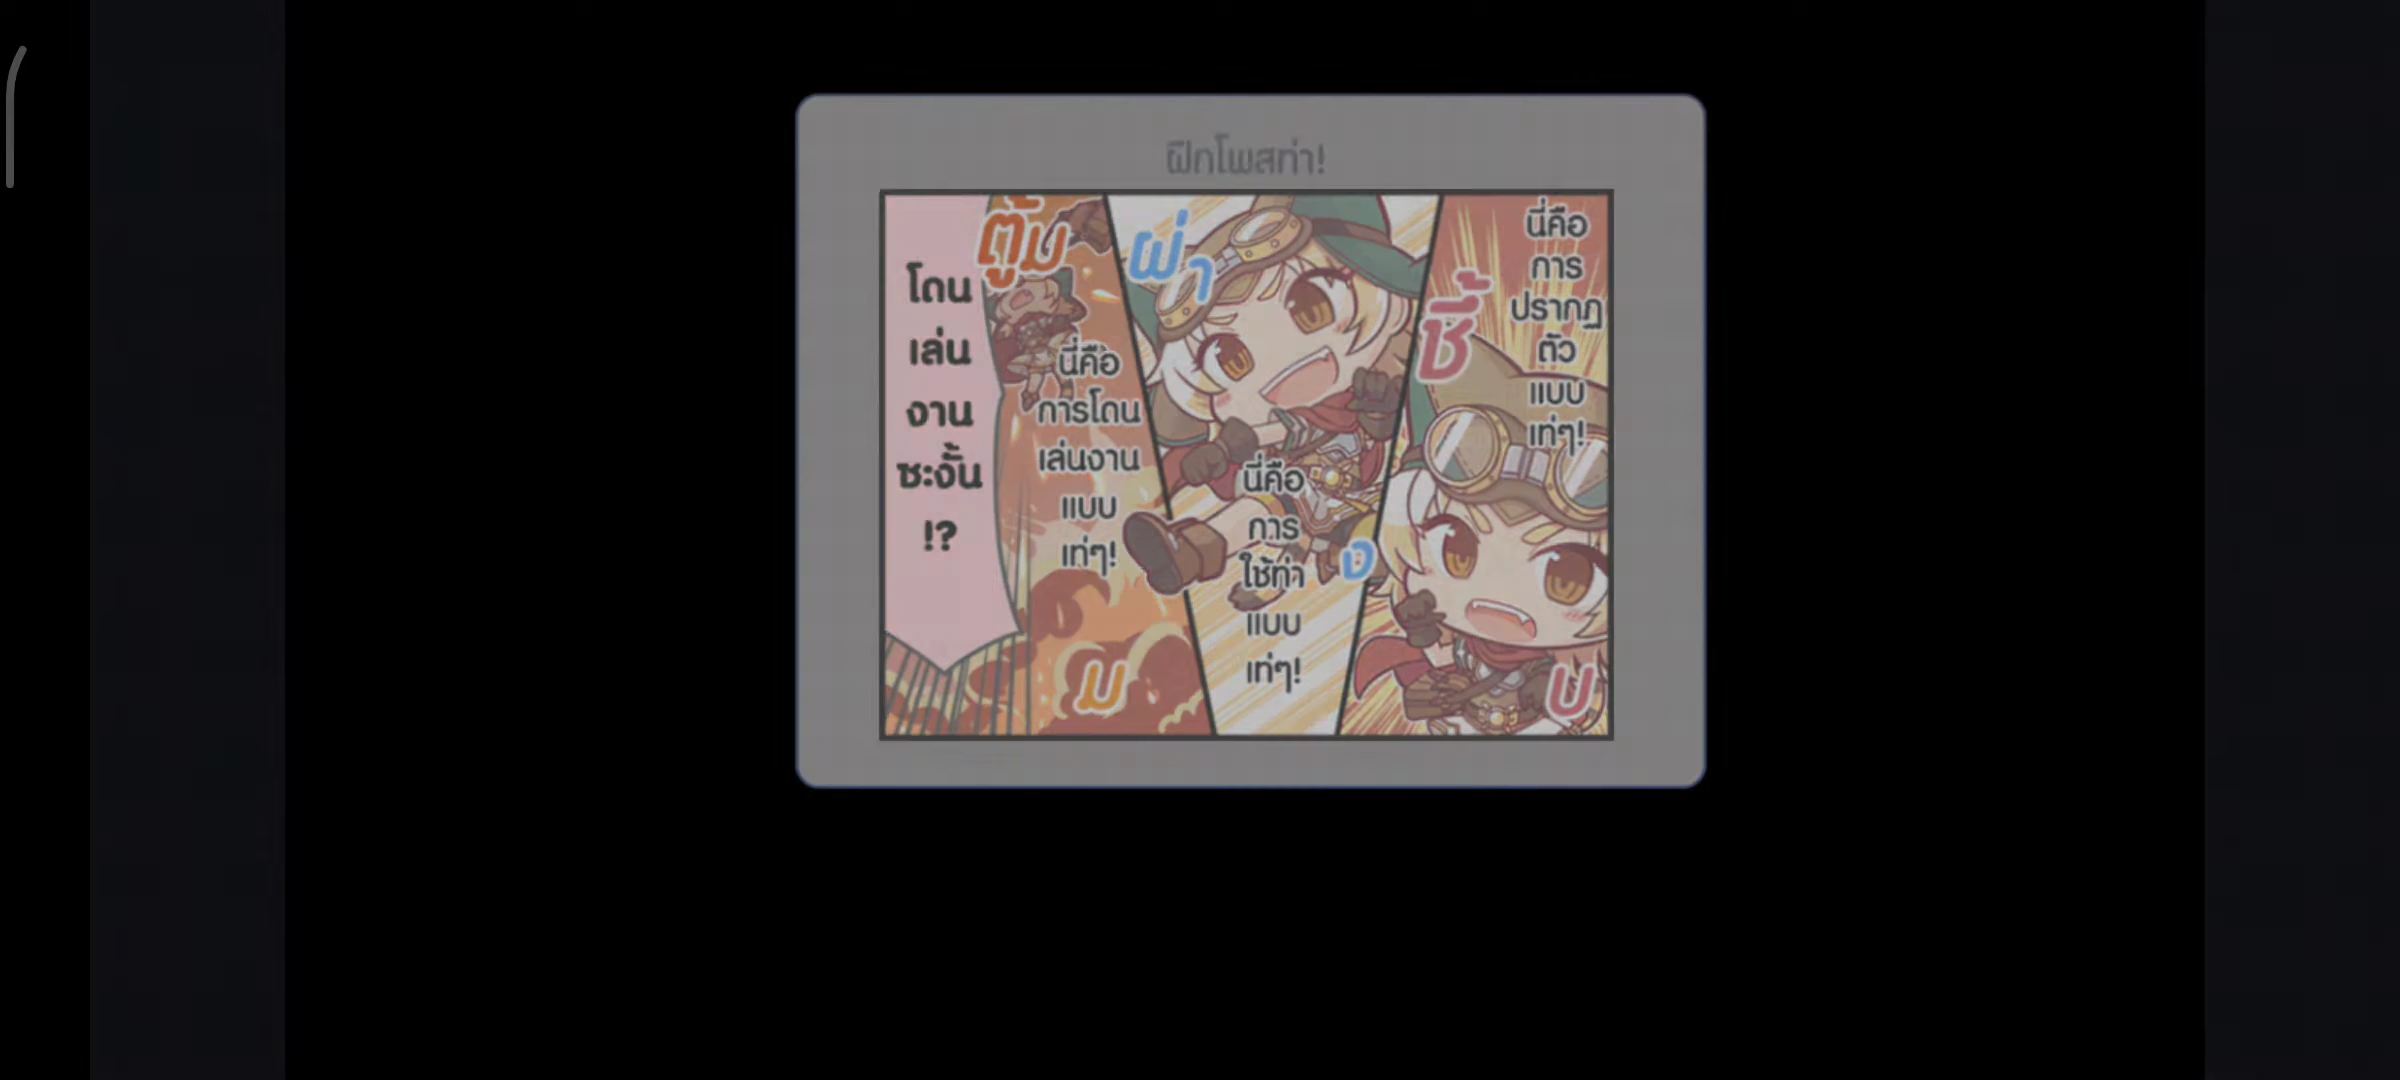 ฝึกโพสท่า!
นี่คือ
การ
ปรากฏ
ตัว
แบบ
เท่ๆ!
ชิ้
บ
ผ่า
ง
นี่คือ
การ
ใช้ท่า
แบบ
เท่ๆ!
ตู้ม
ม
นี่คือ
การโดน
เล่นงาน
แบบ
เท่ๆ!
โดน
เล่น
งาน
ซะงั้น
!?